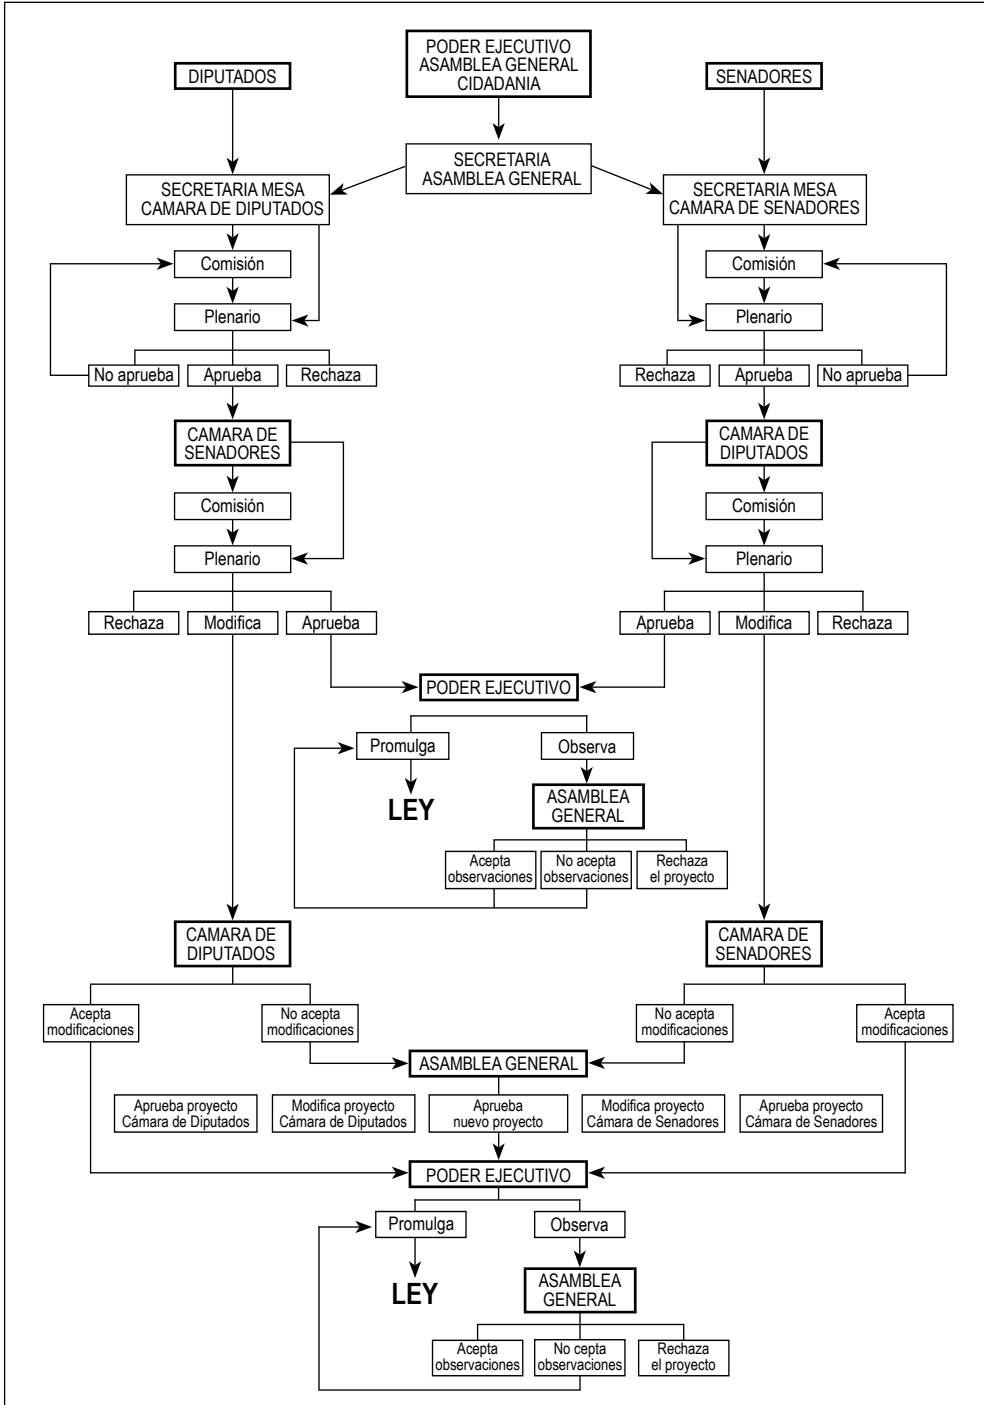 PODER EJECUTIVO
ASAMBLEA GENERAL
CIDADANIA
DIPUTADOS
SENADORES
SECRETARIA
ASAMBLEA GENERAL
SECRETARIA MESA
CAMARA DE DIPUTADOS
SECRETARIA MESA
CAMARA DE SENADORES
Comisión
Comisión
Plenario
Plenario
No aprueba
Aprueba
Rechaza
Rechaza
Aprueba
No aprueba
CAMARA DE
SENADORES
CAMARA DE
DIPUTADOS
Comisión
Comisión
Plenario
Plenario
Rechaza
Modifica
Aprueba
Aprueba
Modifica
Rechaza
PODER EJECUTIVO
Promulga
Observa
LEY
ASAMBLEA
GENERAL
Acepta
observaciones
No acepta
observaciones
Rechaza
el proyecto
CAMARA DE
DIPUTADOS
CAMARA DE
SENADORES
Acepta
modificaciones
No acepta
modificaciones
No acepta
modificaciones
Acepta
modificaciones
ASAMBLEA GENERAL
Aprueba proyecto
Cámara de Diputados
Modifica proyecto
Cámara de Diputados
Aprueba
nuevo proyecto
Modifica proyecto
Cámara de Senadores
Aprueba proyecto
Cámara de Senadores
PODER EJECUTIVO
Promulga
Observa
LEY
ASAMBLEA
GENERAL
Acepta
observaciones
No cepta
observaciones
Rechaza
el proyecto